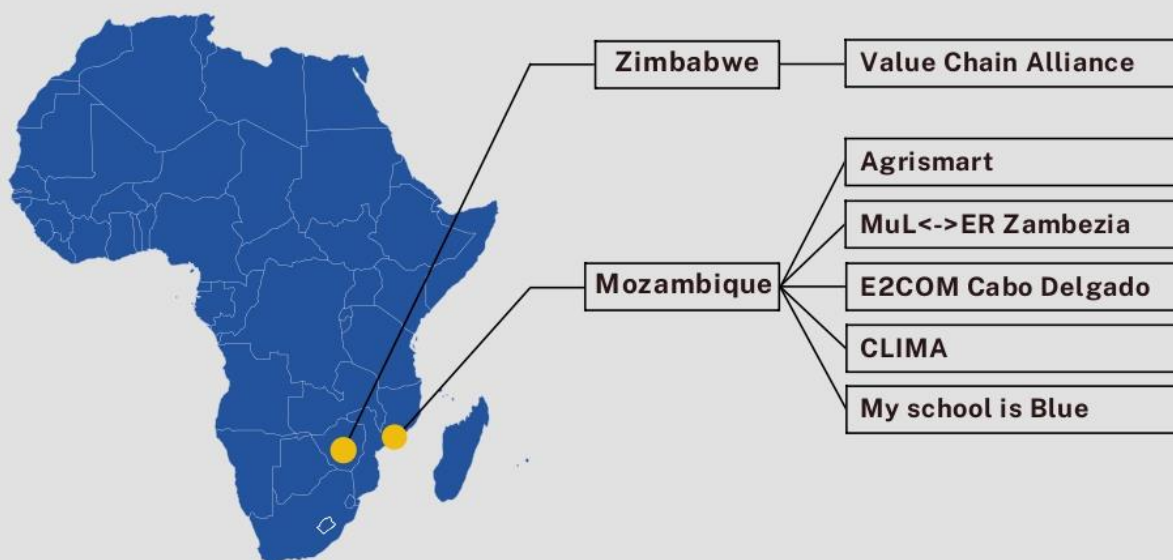 Zimbabwe
Value Chain Alliance
Mozambique
Agrismart
MuL<->ER Zambezia
E2COM Cabo Delgado
CLIMA
My school is Blue